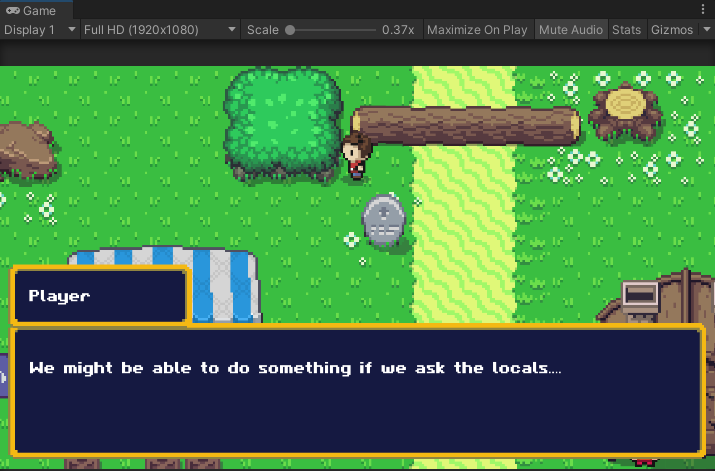 Game
Display 1 Full HD (1920x1080) Scale 0.37x Maximize On Play Mute Audio Stats Gizmos
Player
We might be able to do something if we ask the locals....